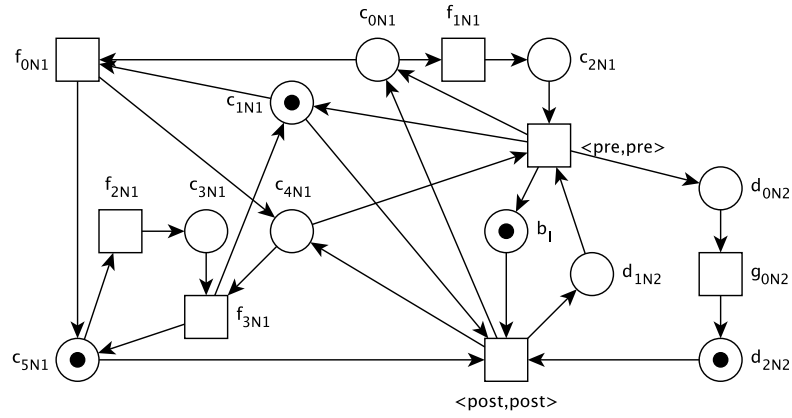 c0N1
f1N1
f0N1
c2N1
c1N1
<pre,pre>
f2N1
c3N1
c4N1
d0N2
bI
d1N2
g0N2
f3N1
c5N1
d2N2
<post,post>